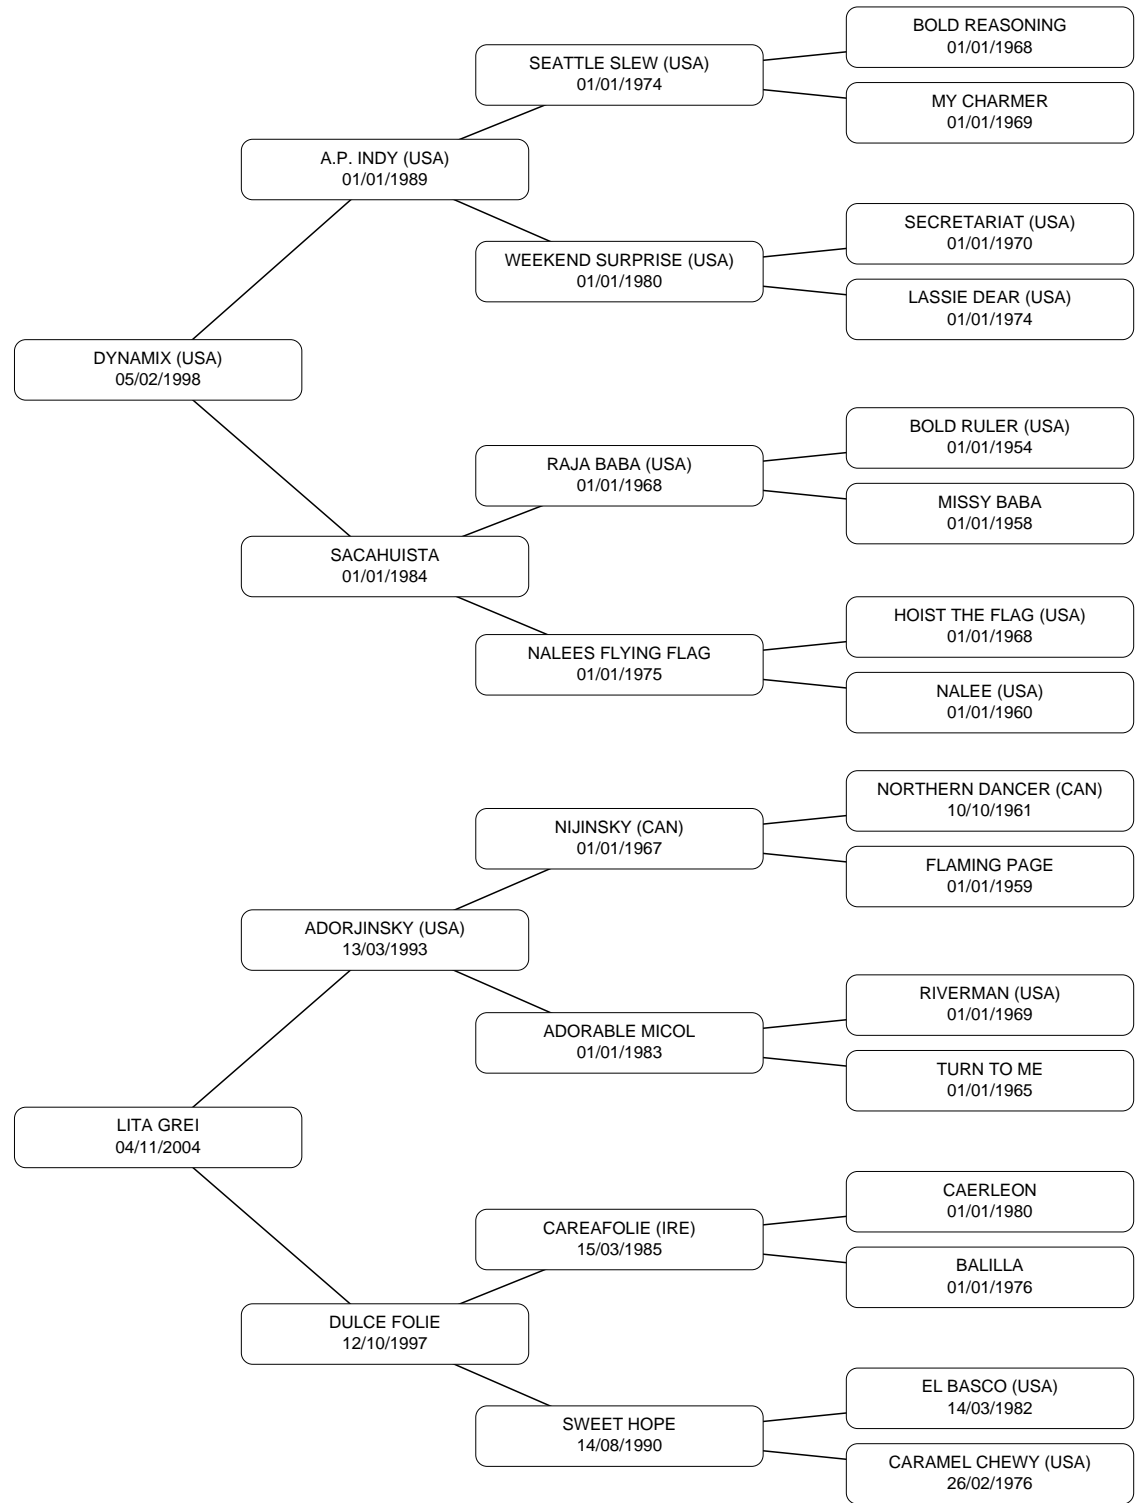 BOLD REASONING
01/01/1968
SEATTLE SLEW (USA)
01/01/1974
MY CHARMER
01/01/1969
A.P. INDY (USA)
01/01/1989
SECRETARIAT (USA)
01/01/1970
WEEKEND SURPRISE (USA)
01/01/1980
LASSIE DEAR (USA)
01/01/1974
DYNAMIX (USA)
05/02/1998
BOLD RULER (USA)
01/01/1954
RAJA BABA (USA)
01/01/1968
MISSY BABA
01/01/1958
SACAHUISTA
01/01/1984
HOIST THE FLAG (USA)
01/01/1968
NALEES FLYING FLAG
01/01/1975
NALEE (USA)
01/01/1960
NORTHERN DANCER (CAN)
10/10/1961
NIJINSKY (CAN)
01/01/1967
FLAMING PAGE
01/01/1959
ADORJINSKY (USA)
13/03/1993
RIVERMAN (USA)
01/01/1969
ADORABLE MICOL
01/01/1983
TURN TO ME
01/01/1965
LITA GREI
04/11/2004
CAERLEON
01/01/1980
CAREAFOLIE (IRE)
15/03/1985
BALILLA
01/01/1976
DULCE FOLIE
12/10/1997
EL BASCO (USA)
14/03/1982
SWEET HOPE
14/08/1990
CARAMEL CHEWY (USA)
26/02/1976